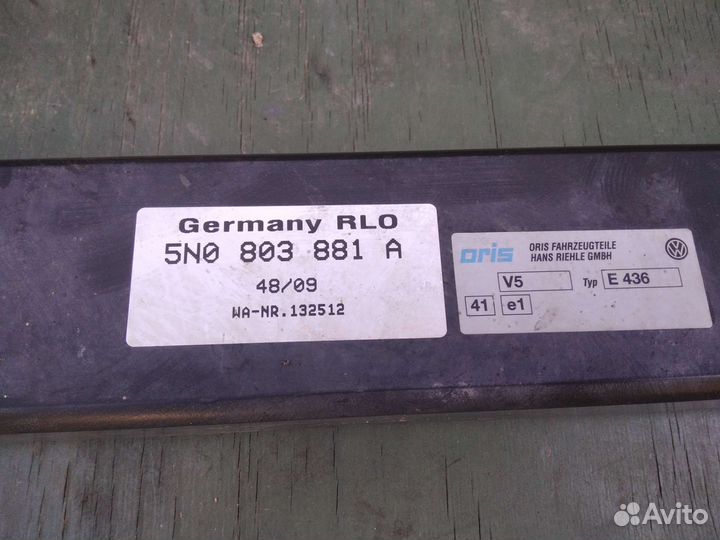 Germany RLO
5N0 803 881 A
48/09
WA-NR.132512
oris
ORIS FAHRZEUGTEILE
HANS RIEHLE GMBH
V5 Typ E 436
41 e1
Avito